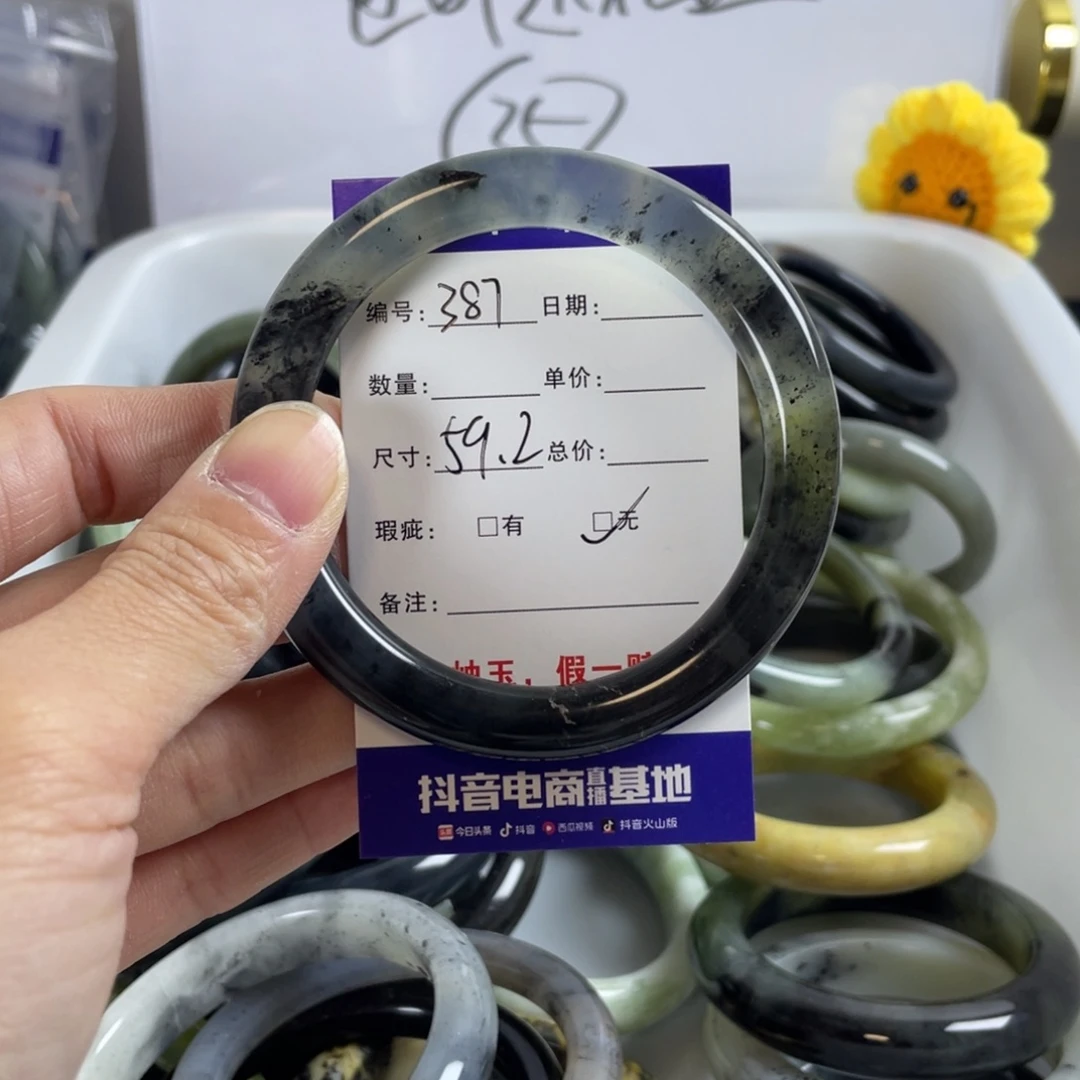 编号: 387 日期:
数量: 单价:
尺寸: 59.2 总价:
瑕疵: □有 □无
备注:
玉，假一
抖音电商直播基地
今日头条 抖音 西瓜视频 抖音火山版